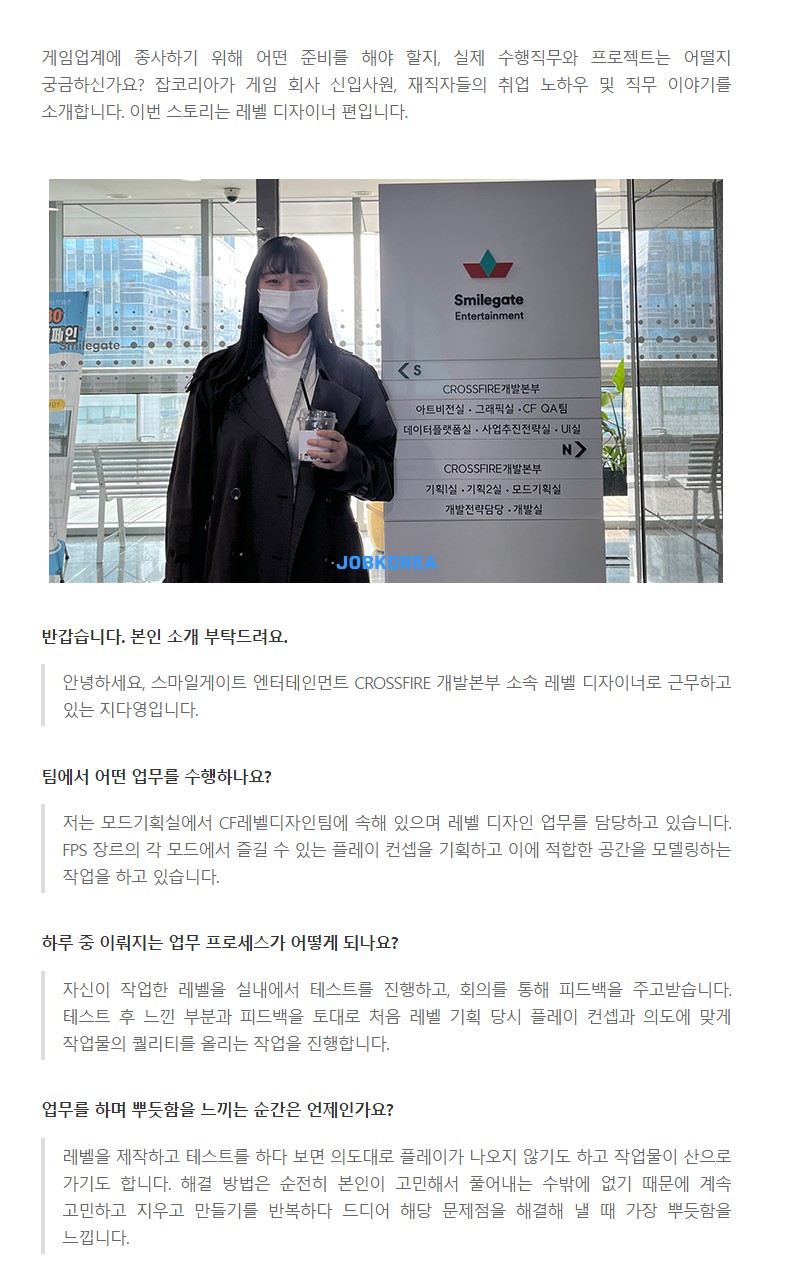 게임업계에 종사하기 위해 어떤 준비를 해야 할지, 실제 수행직무와 프로젝트는 어떨지
궁금하신가요? 잡코리아가 게임 회사 신입사원, 재직자들의 취업 노하우 및 직무 이야기를
소개합니다. 이번 스토리는 레벨 디자이너 편입니다.
Smilegate
Smilegate
Entertainment
S
CROSSFIRE개발본부
아트비전실·그래픽실·CF QA팀
데이터플랫폼실·사업추진전략실·UI실
N
CROSSFIRE개발본부
기획1실·기획2실·모드기획실
개발전략담당·개발실
JOBKOREA
반갑습니다. 본인 소개 부탁드려요.
안녕하세요, 스마일게이트 엔터테인먼트 CROSSFIRE 개발본부 소속 레벨 디자이너로 근무하고
있는 지다영입니다.
팀에서 어떤 업무를 수행하나요?
저는 모드기획실에서 CF레벨디자인팀에 속해 있으며 레벨 디자인 업무를 담당하고 있습니다.
FPS 장르의 각 모드에서 즐길 수 있는 플레이 컨셉을 기획하고 이에 적합한 공간을 모델링하는
작업을 하고 있습니다.
하루 중 이뤄지는 업무 프로세스가 어떻게 되나요?
자신이 작업한 레벨을 실내에서 테스트를 진행하고, 회의를 통해 피드백을 주고받습니다.
테스트 후 느낀 부분과 피드백을 토대로 처음 레벨 기획 당시 플레이 컨셉과 의도에 맞게
작업물의 퀄리티를 올리는 작업을 진행합니다.
업무를 하며 뿌듯함을 느끼는 순간은 언제인가요?
레벨을 제작하고 테스트를 하다 보면 의도대로 플레이가 나오지 않기도 하고 작업물이 산으로
가기도 합니다. 해결 방법은 순전히 본인이 고민해서 풀어내는 수밖에 없기 때문에 계속
고민하고 지우고 만들기를 반복하다 드디어 해당 문제점을 해결해 낼 때 가장 뿌듯함을
느낍니다.